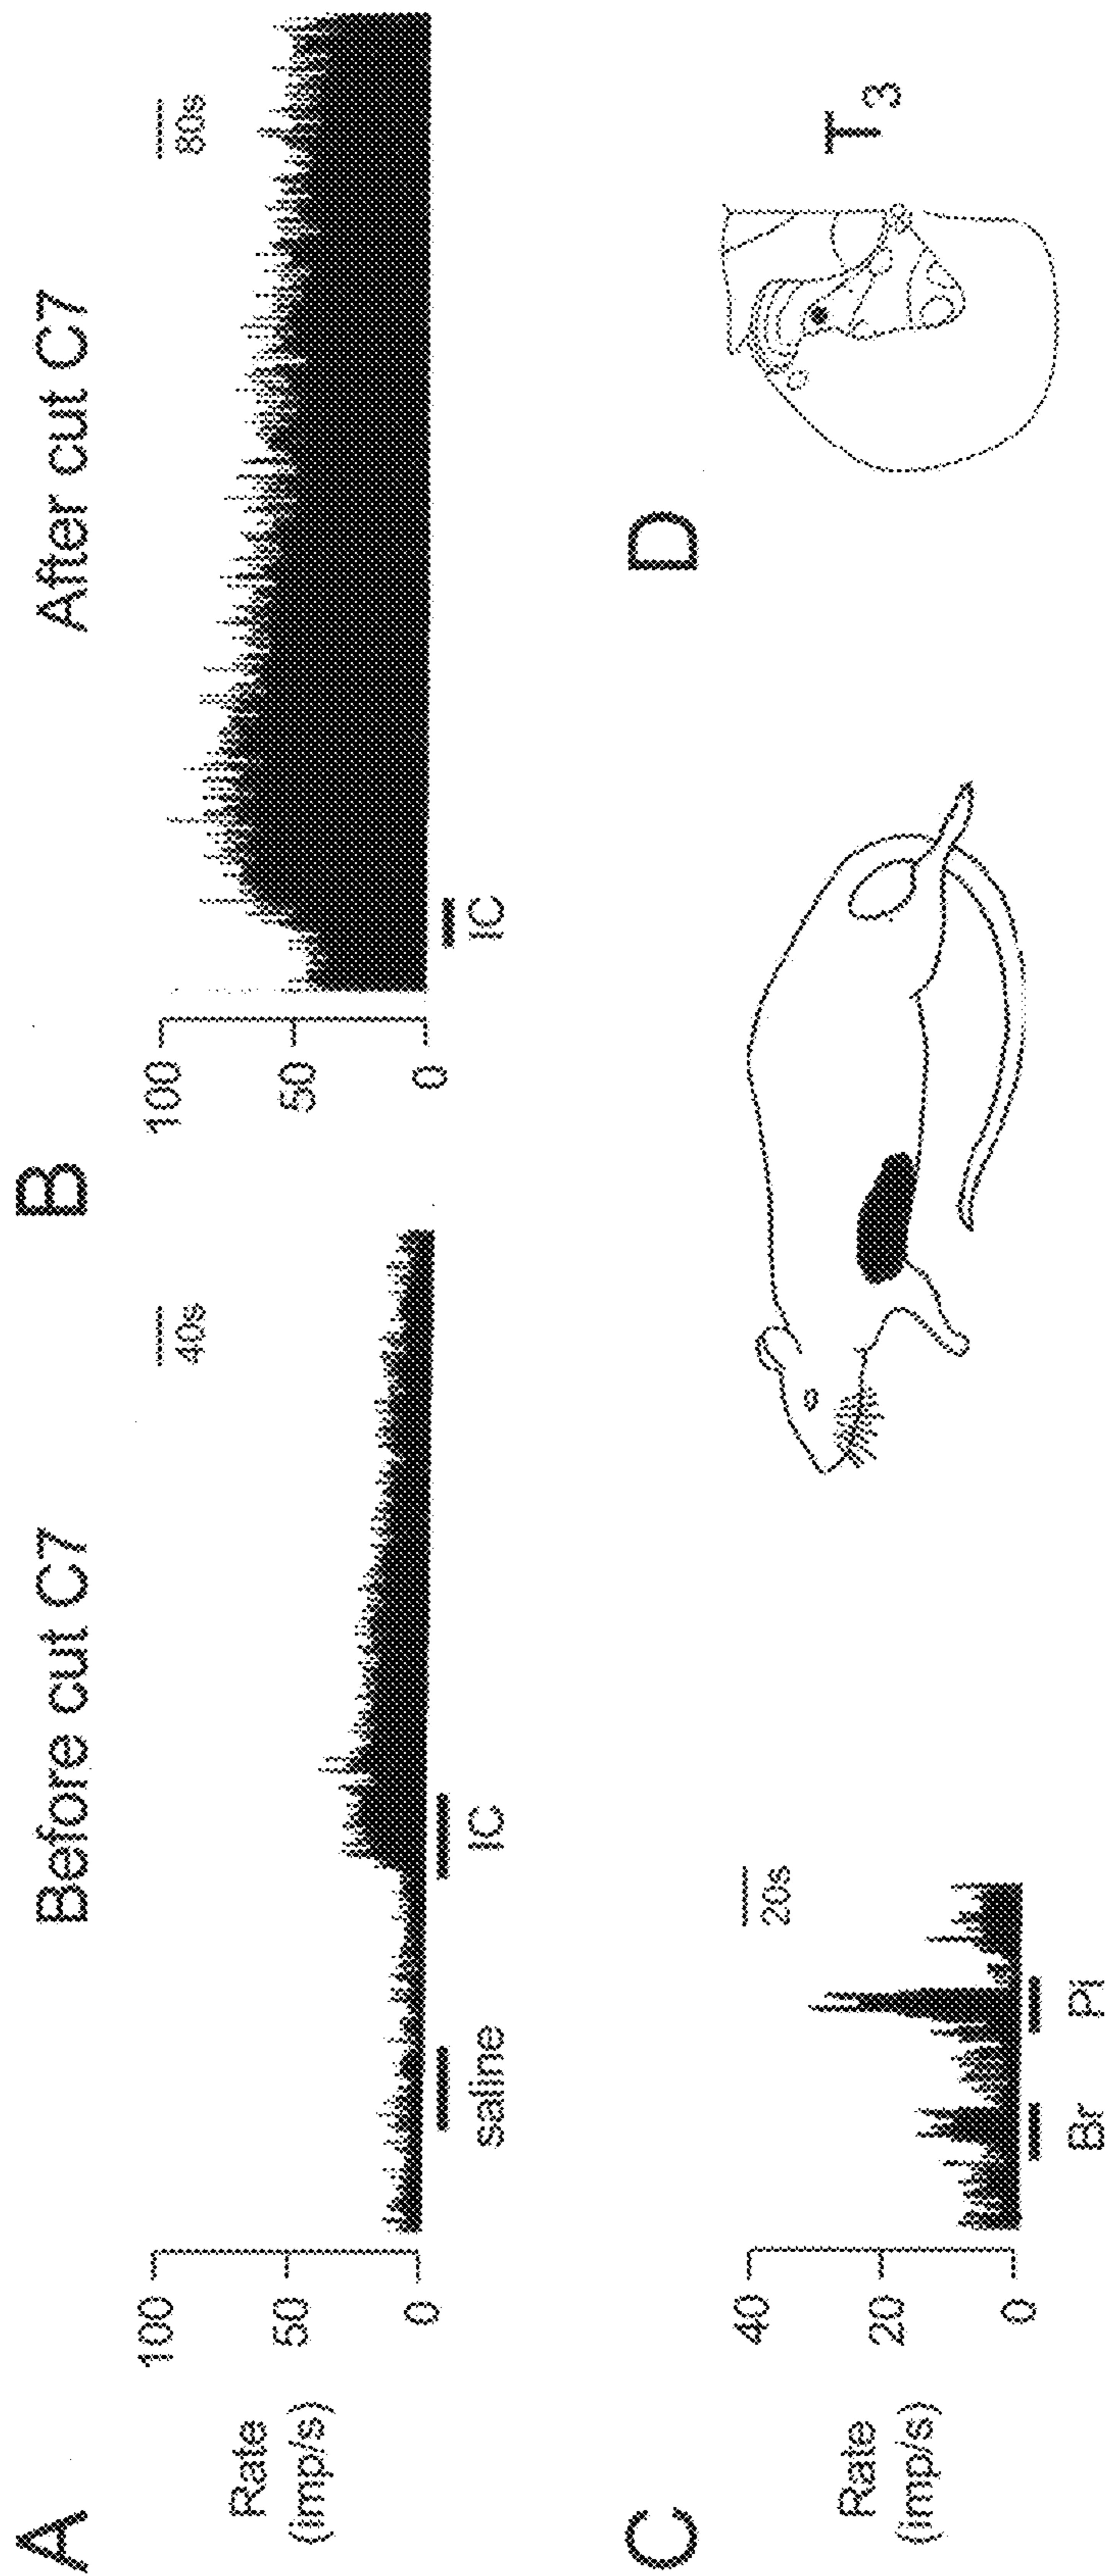 Before cut C7
After cut C7
A
Rate
(imp/s)
100
50
0
saline
IC
40s
B
100
50
0
IC
80s
C
Rate
(imp/s)
40
20
0
Br
Pi
20s
D
T3